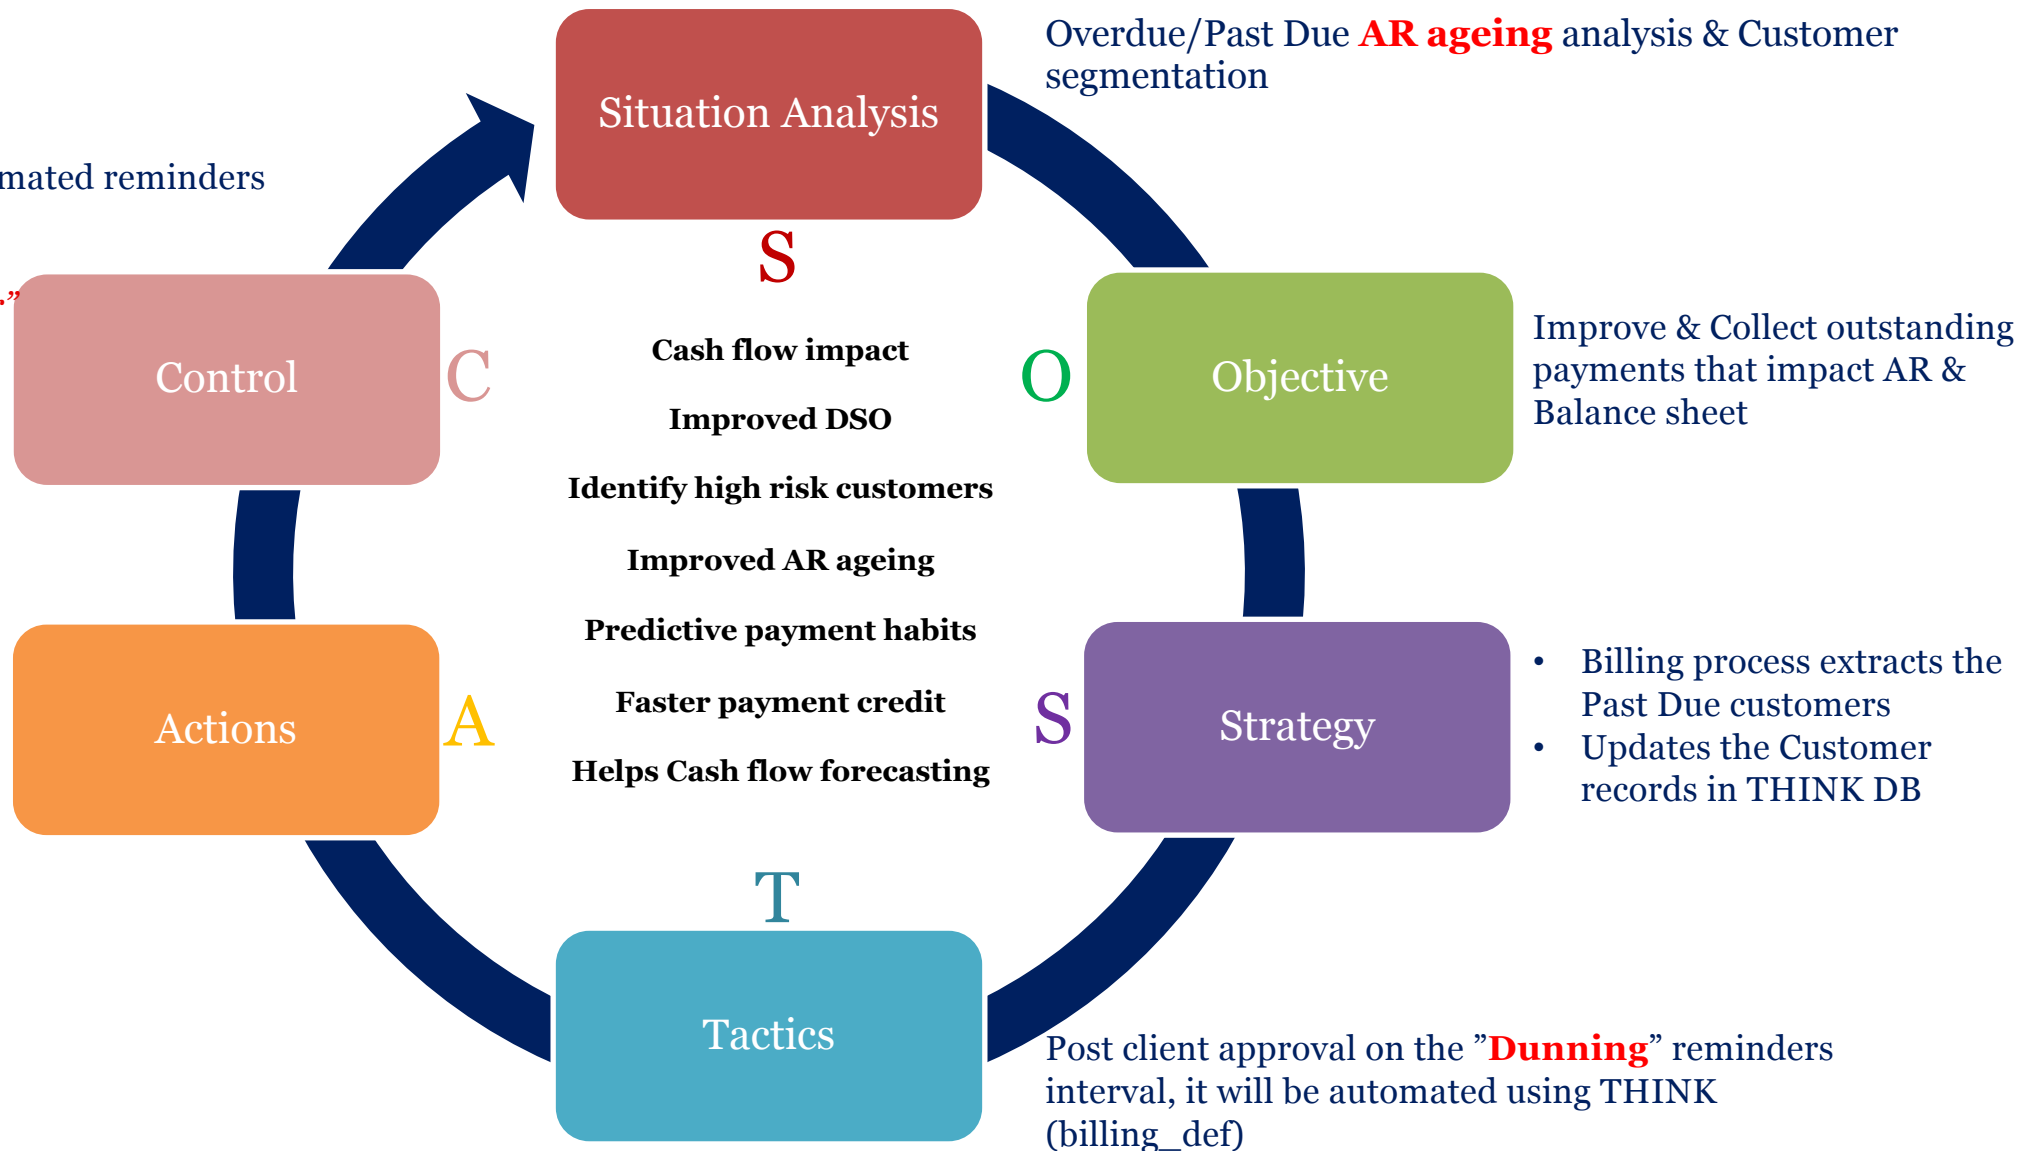 Overdue/Past Due AR ageing analysis & Customer
segmentation
Situation Analysis
reminders
S
.”
Control
C
Cash flow impact
Improved DSO
Identify high risk customers
Improved AR ageing
Predictive payment habits
Faster payment credit
Helps Cash flow forecasting
O
Objective
Improve & Collect outstanding
payments that impact AR &
Balance sheet
Actions
A
S
Strategy
• Billing process extracts the
Past Due customers
• Updates the Customer
records in THINK DB
T
Tactics
Post client approval on the ”Dunning” reminders
interval, it will be automated using THINK
(billing_def)